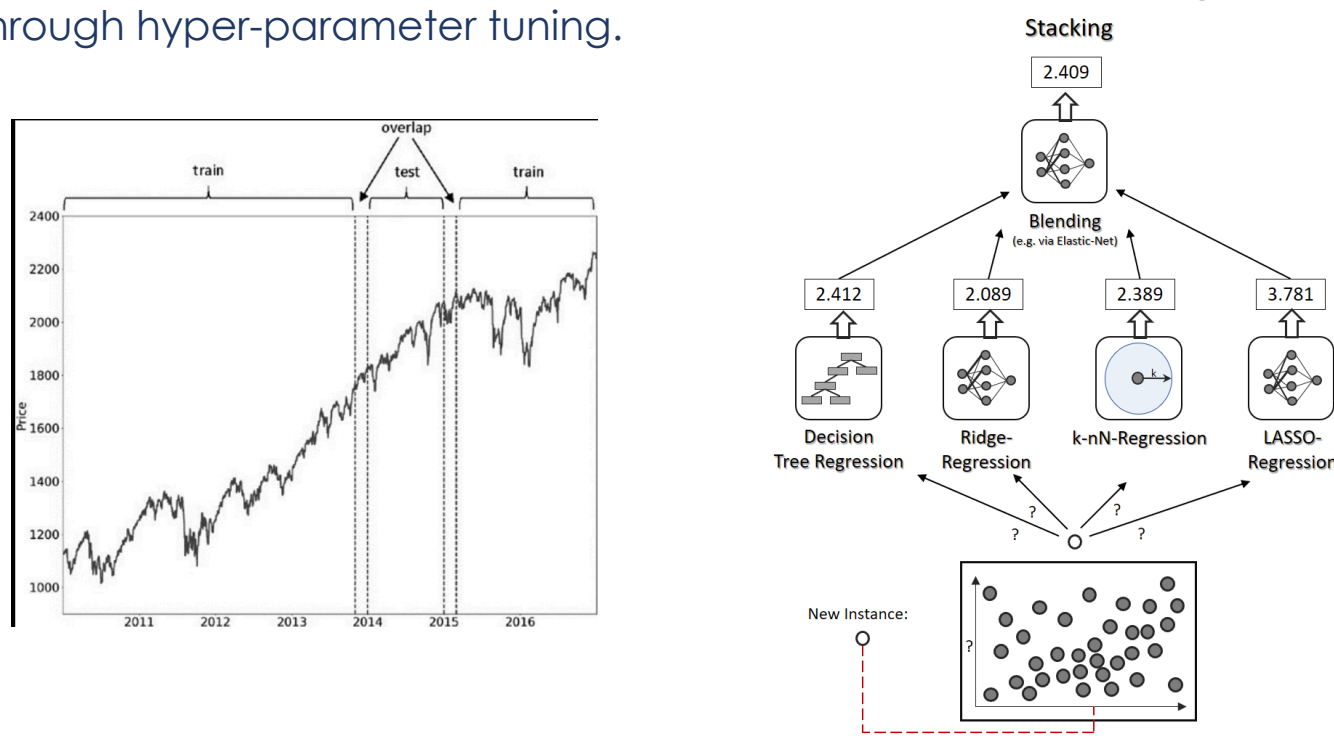 hrough hyper-parameter tuning.
overlap
train
test
train
2400
2200
2000
1800
1600
1400
1200
1000
Price
2011
2012
2013
2014
2015
2016
Stacking
2.409
Blending
(e.g. via Elastic-Net)
2.412
2.089
2.389
3.781
k
Decision
Tree Regression
Ridge-
Regression
k-nN-Regression
LASSO-
Regression
?
?
?
?
New Instance:
?